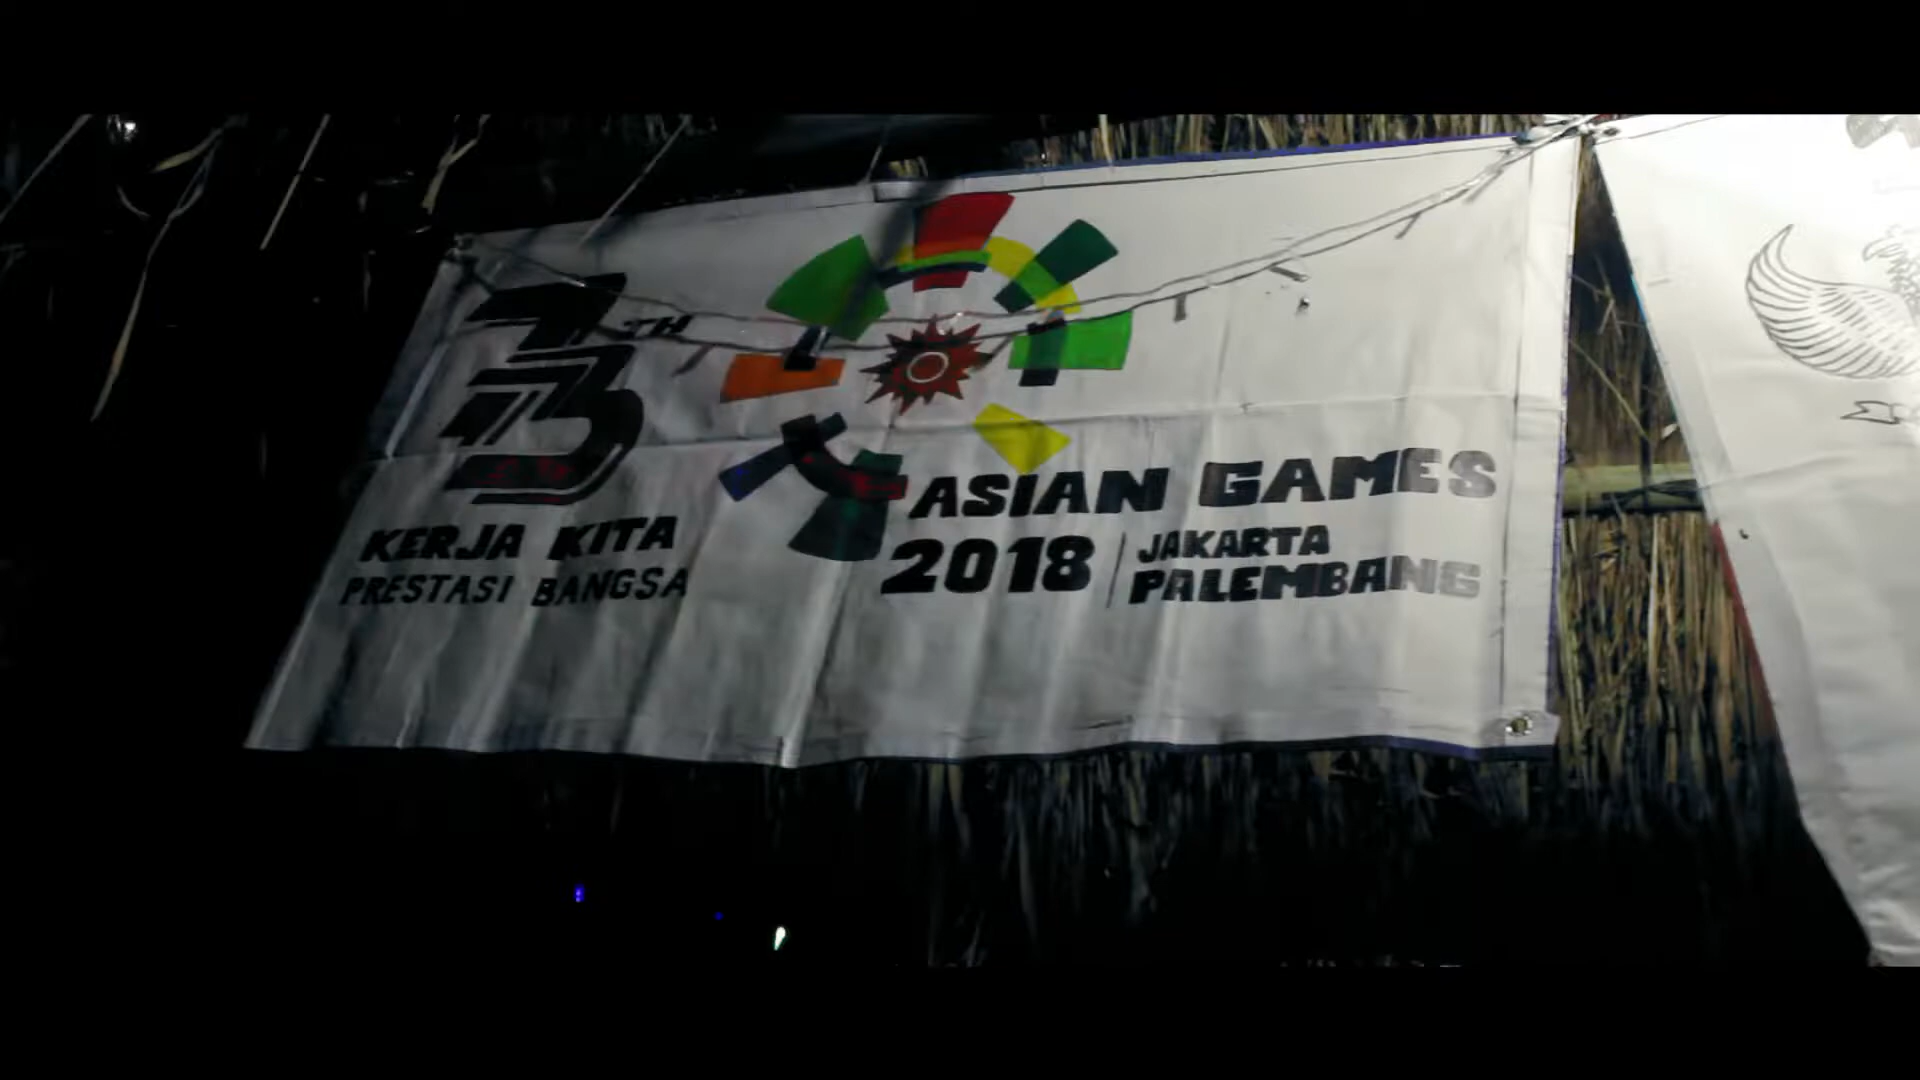 73TH
KERJA KITA
PRESTASI BANGSA
ASIAN GAMES
2018 | JAKARTA
PALEMBANG